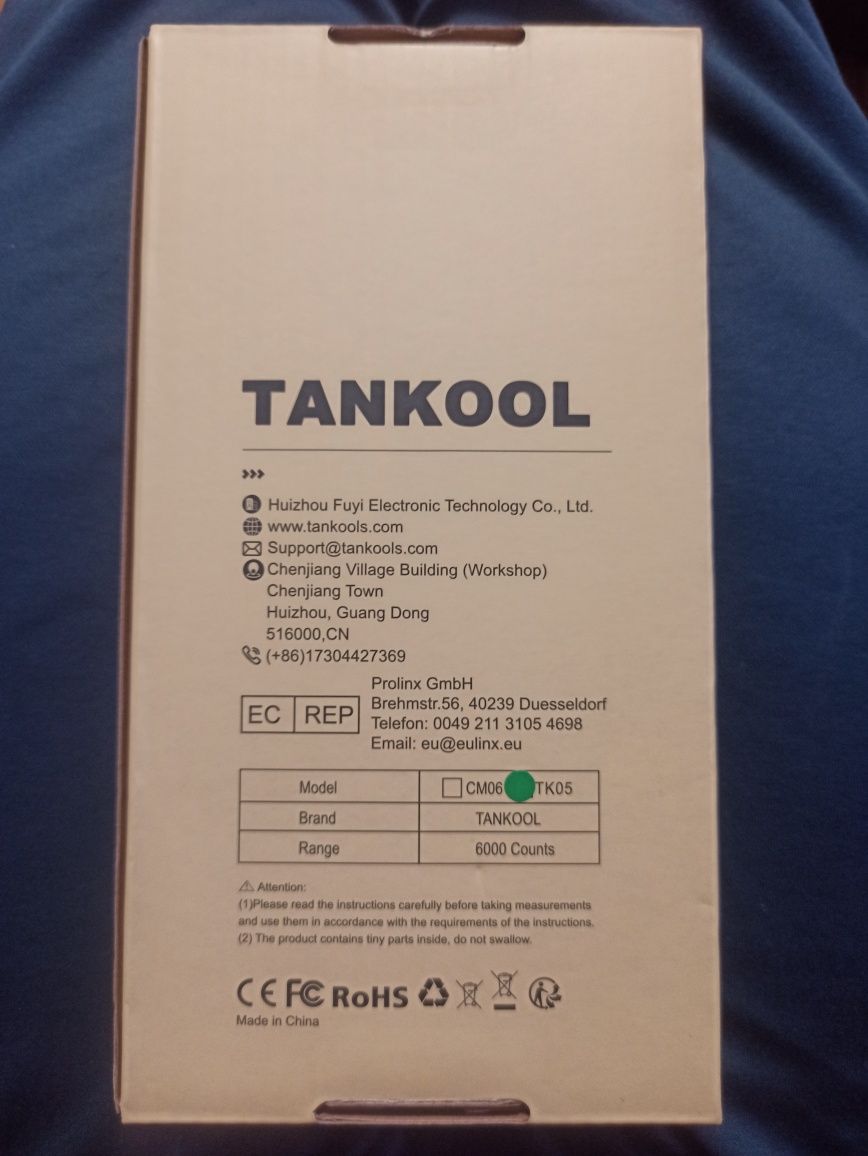 TANKOOL
Huizhou Fuyi Electronic Technology Co., Ltd.
www.tankools.com
Support@tankools.com
Chenjiang Village Building (Workshop)
Chenjiang Town
Huizhou, Guang Dong
516000,CN
(+86)17304427369
EC REP
Prolinx GmbH
Brehmstr.56, 40239 Duesseldorf
Telefon: 0049 211 3105 4698
Email: eu@eulinx.eu
Model CM06 TK05
Brand TANKOOL
Range 6000 Counts
Attention:
(1)Please read the instructions carefully before taking measurements
and use them in accordance with the requirements of the instructions.
(2) The product contains tiny parts inside, do not swallow.
CE FC RoHS
Made in China